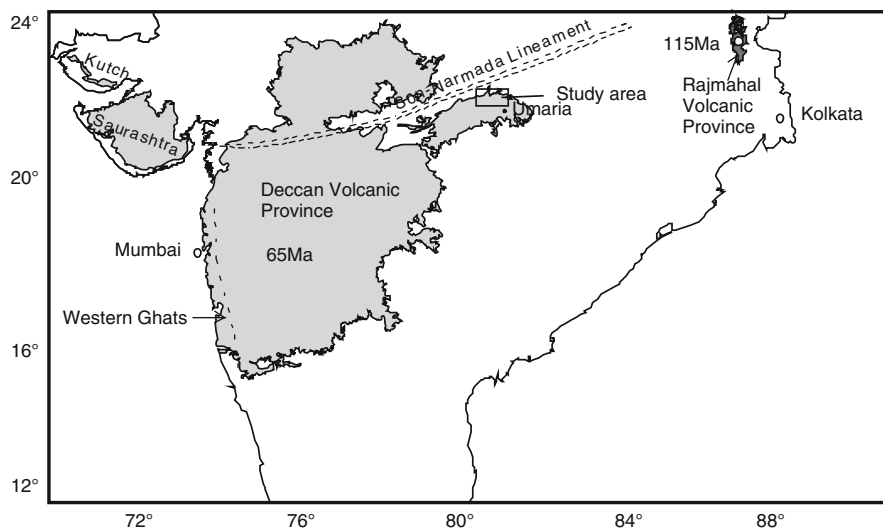 24°
115Ma
Kutch
Son-Narmada Lineament
Study area
Rajmahal
Volcanic
Province
Umaria
Kolkata
Saurashtra
20°
Deccan Volcanic
Province
Mumbai
65Ma
Western Ghats
16°
12°
72°
76°
80°
84°
88°